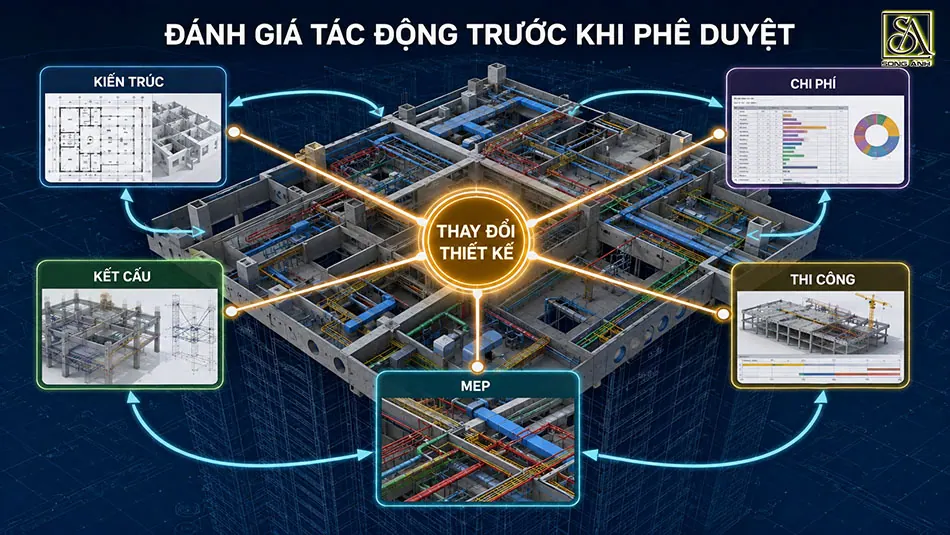 ĐÁNH GIÁ TÁC ĐỘNG TRƯỚC KHI PHÊ DUYỆT
SA
SONG ANH
KIẾN TRÚC
CHI PHÍ
THAY ĐỔI
THIẾT KẾ
KẾT CẤU
THI CÔNG
MEP